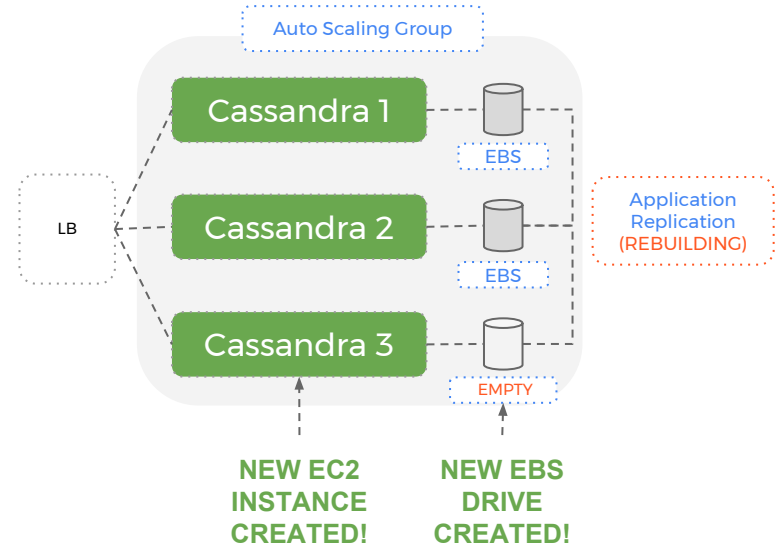 Auto Scaling Group
Cassandra 1
EBS
LB
Cassandra 2
EBS
Application
Replication
(REBUILDING)
Cassandra 3
EMPTY
NEW EC2
INSTANCE
CREATED!
NEW EBS
DRIVE
CREATED!